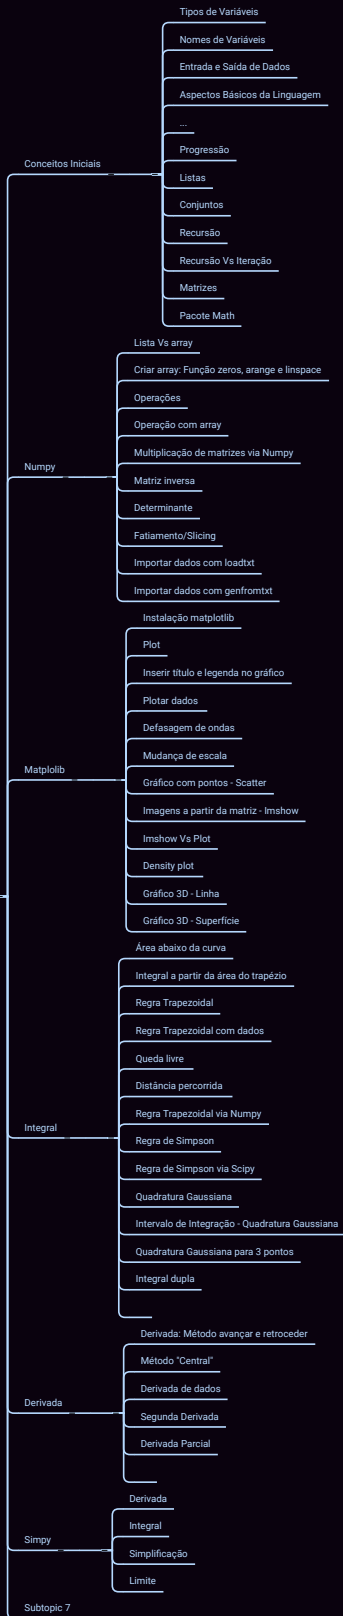 Tipos de Variáveis
Nomes de Variáveis
Entrada e Saída de Dados
Aspectos Básicos da Linguagem
...
Conceitos Iniciais
Progressão
Listas
Conjuntos
Recursão
Recursão Vs Iteração
Matrizes
Pacote Math
Lista Vs array
Criar array: Função zeros, arange e linspace
Operações
Operação com array
Multiplicação de matrizes via Numpy
Numpy
Matriz inversa
Determinante
Fatiamento/Slicing
Importar dados com loadtxt
Importar dados com genfromtxt
Instalação matplotlib
Plot
Inserir título e legenda no gráfico
Plotar dados
Defasagem de ondas
Mudança de escala
Matplolib
Gráfico com pontos - Scatter
Imagens a partir da matriz - Imshow
Imshow Vs Plot
Density plot
Gráfico 3D - Linha
Gráfico 3D - Superfície
Área abaixo da curva
Integral a partir da área do trapézio
Regra Trapezoidal
Regra Trapezoidal com dados
Queda livre
Distância percorrida
Regra Trapezoidal via Numpy
Integral
Regra de Simpson
Regra de Simpson via Scipy
Quadratura Gaussiana
Intervalo de Integração - Quadratura Gaussiana
Quadratura Gaussiana para 3 pontos
Integral dupla
Derivada: Método avançar e retroceder
Método "Central"
Derivada de dados
Derivada
Segunda Derivada
Derivada Parcial
Derivada
Integral
Simpy
Simplificação
Limite
Subtopic 7